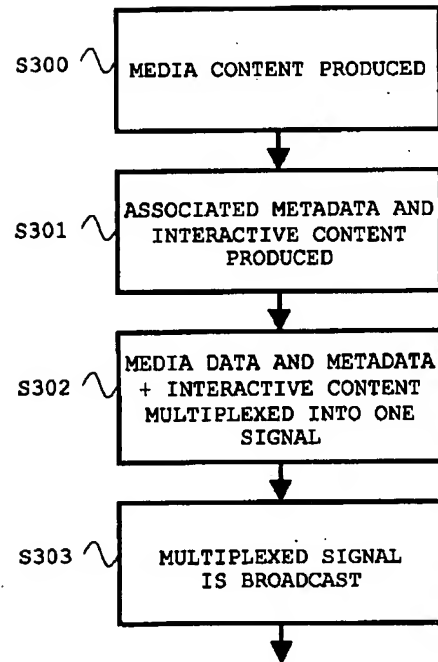 S300
MEDIA CONTENT PRODUCED
S301
ASSOCIATED METADATA AND
INTERACTIVE CONTENT
PRODUCED
S302
MEDIA DATA AND METADATA
+ INTERACTIVE CONTENT
MULTIPLEXED INTO ONE
SIGNAL
S303
MULTIPLEXED SIGNAL
IS BROADCAST